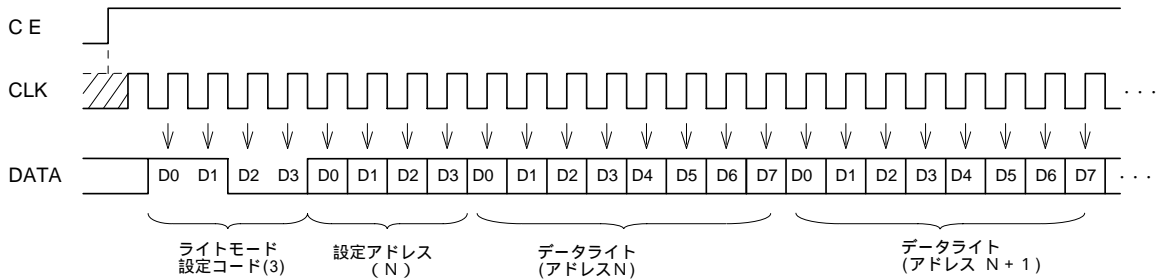 C E
CLK
. . .
DATA
D0 D1 D2 D3 D0 D1 D2 D3 D0 D1 D2 D3 D4 D5 D6 D7 D0 D1 D2 D3 D4 D5 D6 D7
. . .
ライトモード
設定コード(3)
設定アドレス
(N)
データライト
(アドレスN)
データライト
(アドレス N + 1)